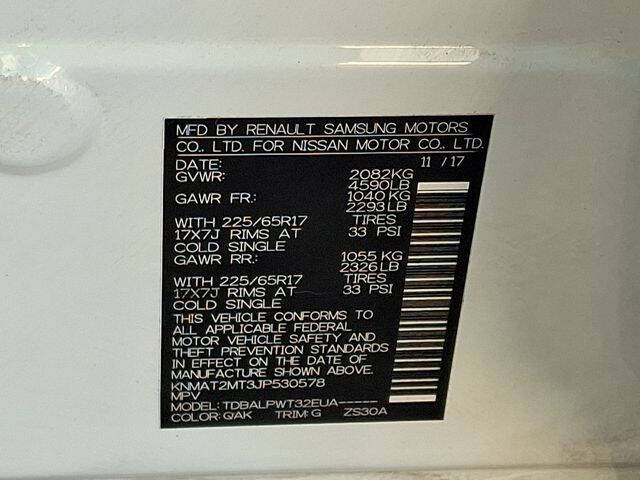 MFD BY RENAULT SAMSUNG MOTORS
CO., LTD. FOR NISSAN MOTOR CO., LTD.
DATE: 11 / 17
GVWR: 2082KG
4590LB
GAWR FR: 1040 KG
2293LB
WITH 225/65R17 TIRES
17X7J RIMS AT 33 PSI
COLD SINGLE
GAWR RR: 1055 KG
2326LB
WITH 225/65R17 TIRES
17X7J RIMS AT 33 PSI
COLD SINGLE
THIS VEHICLE CONFORMS TO
ALL APPLICABLE FEDERAL
MOTOR VEHICLE SAFETY AND
THEFT PREVENTION STANDARDS
IN EFFECT ON THE DATE OF
MANUFACTURE SHOWN ABOVE.
KNMAT2MT3JP530578
MPV
MODEL: TDBALPWT32EUA-----
COLOR: QAK TRIM: G ZS30A